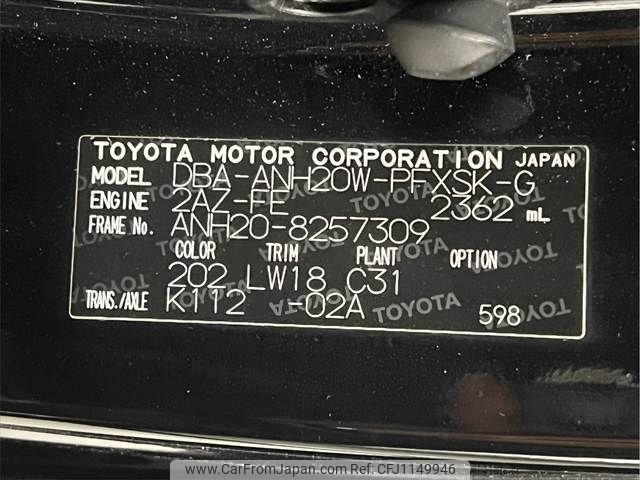 TOYOTA MOTOR CORPORATION JAPAN
MODEL DBA-ANH20W-PFXSK-G
ENGINE 2AZ-FE 2362 mL
FRAME No. ANH20-8257309
COLOR TRIM PLANT OPTION
202 LW18 C31
TRANS./AXLE K112 -02A 598
www.CarFromJapan.com | REF No.CFJ1149946